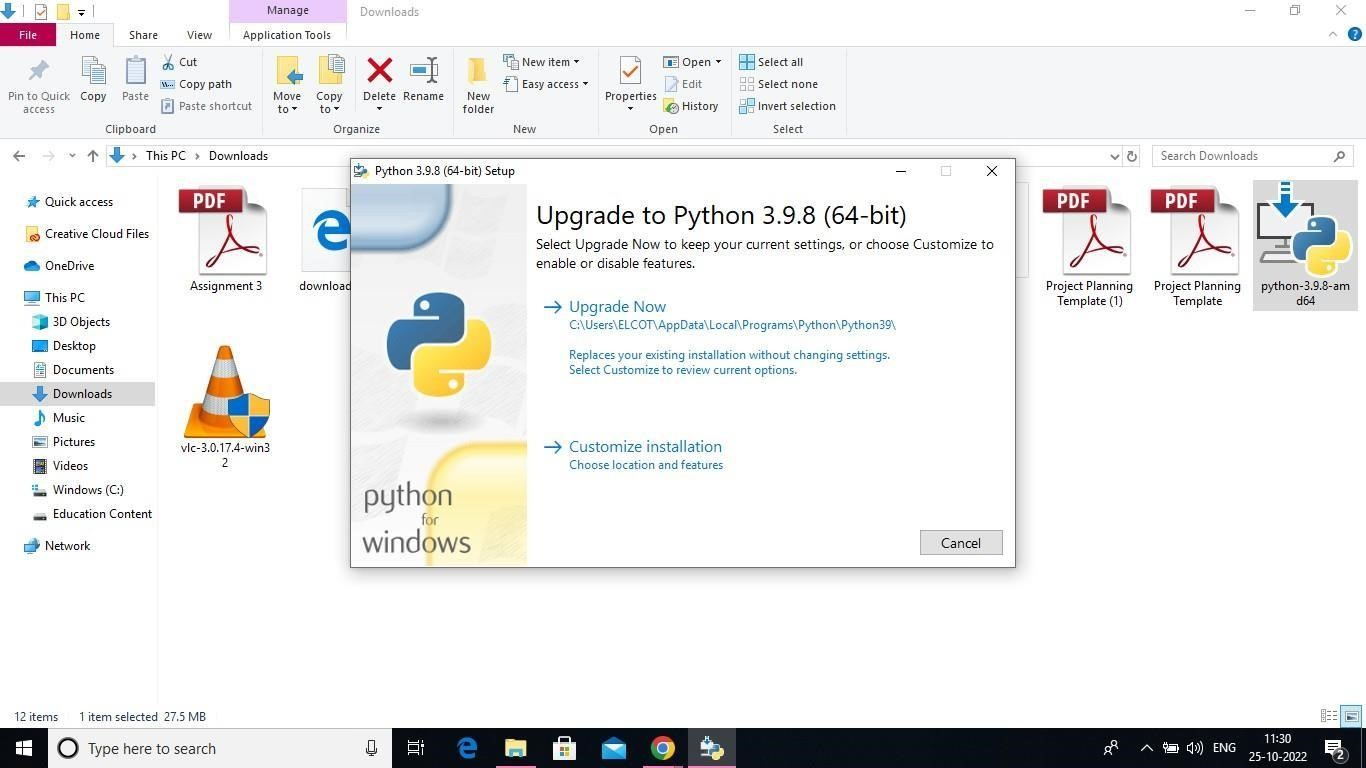 Manage
Downloads
File
Home
Share
View
Application Tools
Pin to Quick
access
Copy
Paste
Cut
Copy path
Paste shortcut
Clipboard
Move
to
Copy
to
Delete
Rename
Organize
New
folder
New item
Easy access
New
Properties
Open
Edit
History
Open
Select all
Select none
Invert selection
Select
This PC
Downloads
Search Downloads
Quick access
Creative Cloud Files
OneDrive
This PC
3D Objects
Desktop
Documents
Downloads
Music
Pictures
Videos
Windows (C:)
Education Content
Network
PDF
Assignment 3
download
vlc-3.0.17.4-win3
2
PDF
Project Planning
Template (1)
PDF
Project Planning
Template
python-3.9.8-am
d64
Python 3.9.8 (64-bit) Setup
Upgrade to Python 3.9.8 (64-bit)
Select Upgrade Now to keep your current settings, or choose Customize to
enable or disable features.
Upgrade Now
C:\Users\ELCOT\AppData\Local\Programs\Python\Python39\
Replaces your existing installation without changing settings.
Select Customize to review current options.
Customize installation
Choose location and features
python
for
windows
Cancel
12 items
1 item selected 27.5 MB
Type here to search
ENG
11:30
25-10-2022
2